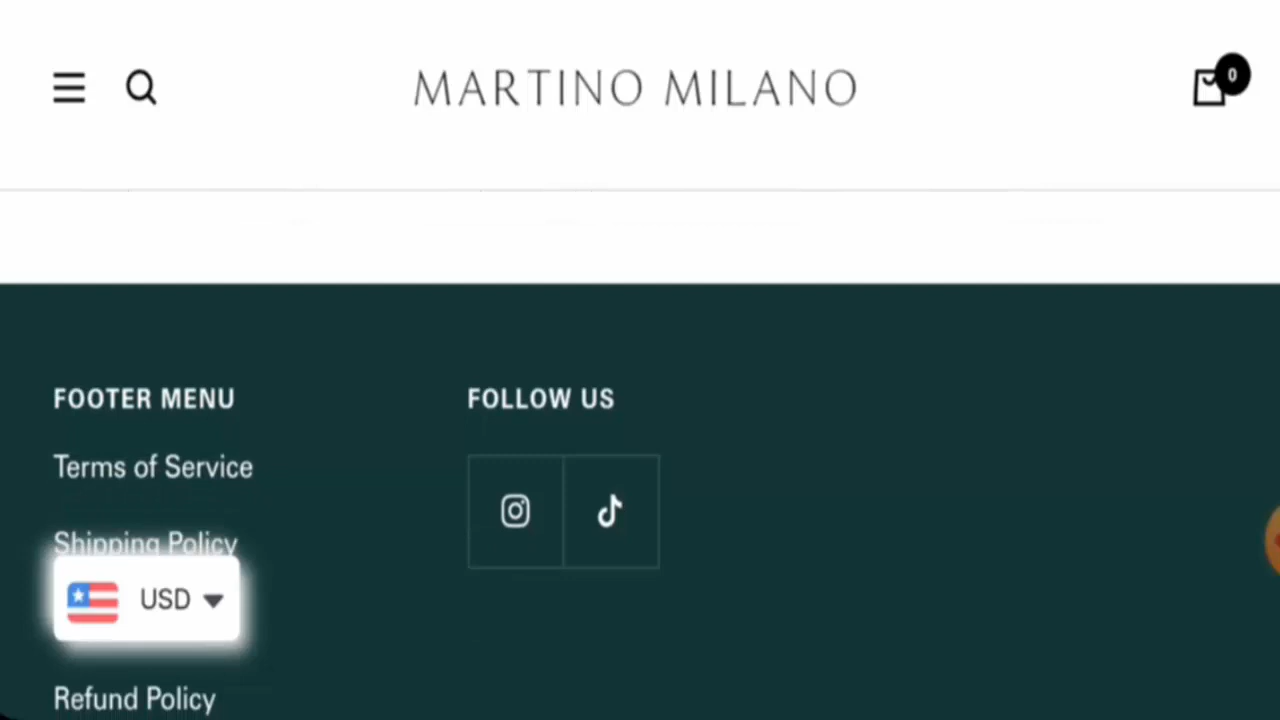 MARTINO MILANO
0
FOOTER MENU
FOLLOW US
Terms of Service
Shipping Policy
USD
Refund Policy